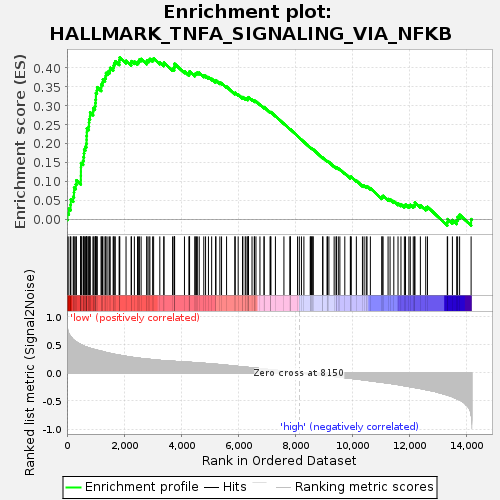 Enrichment plot:
HALLMARK_TNFA_SIGNALING_VIA_NFKB
Enrichment score (ES)
0.40
0.35
0.30
0.25
0.20
0.15
0.10
0.05
0.00
Ranked list metric (Signal2Noise)
1.0
0.5
0.0
-0.5
-1.0
'low' (positively correlated)
Zero cross at 8150
'high' (negatively correlated)
0
2,000
4,000
6,000
8,000
10,000
12,000
14,000
Rank in Ordered Dataset
Enrichment profile
Hits
Ranking metric scores